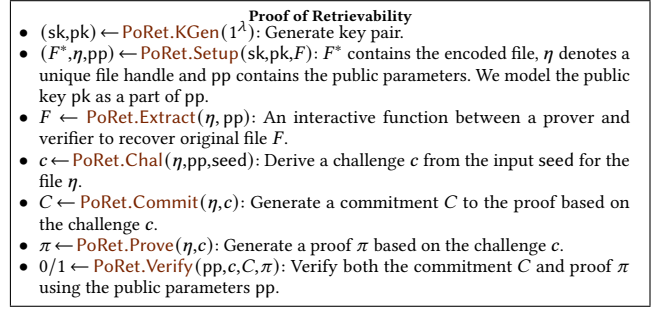 Proof of Retrievability
• (sk,pk)←PoRet.KGen(1^λ): Generate key pair.
• (F*,η,pp)←PoRet.Setup(sk,pk,F): F* contains the encoded file, η denotes a
unique file handle and pp contains the public parameters. We model the public
key pk as a part of pp.
• F ← PoRet.Extract(η, pp): An interactive function between a prover and
verifier to recover original file F.
• c←PoRet.Chal(η,pp,seed): Derive a challenge c from the input seed for the
file η.
• C←PoRet.Commit(η,c): Generate a commitment C to the proof based on
the challenge c.
• π←PoRet.Prove(η,c): Generate a proof π based on the challenge c.
• 0/1←PoRet.Verify(pp,c,C,π): Verify both the commitment C and proof π
using the public parameters pp.